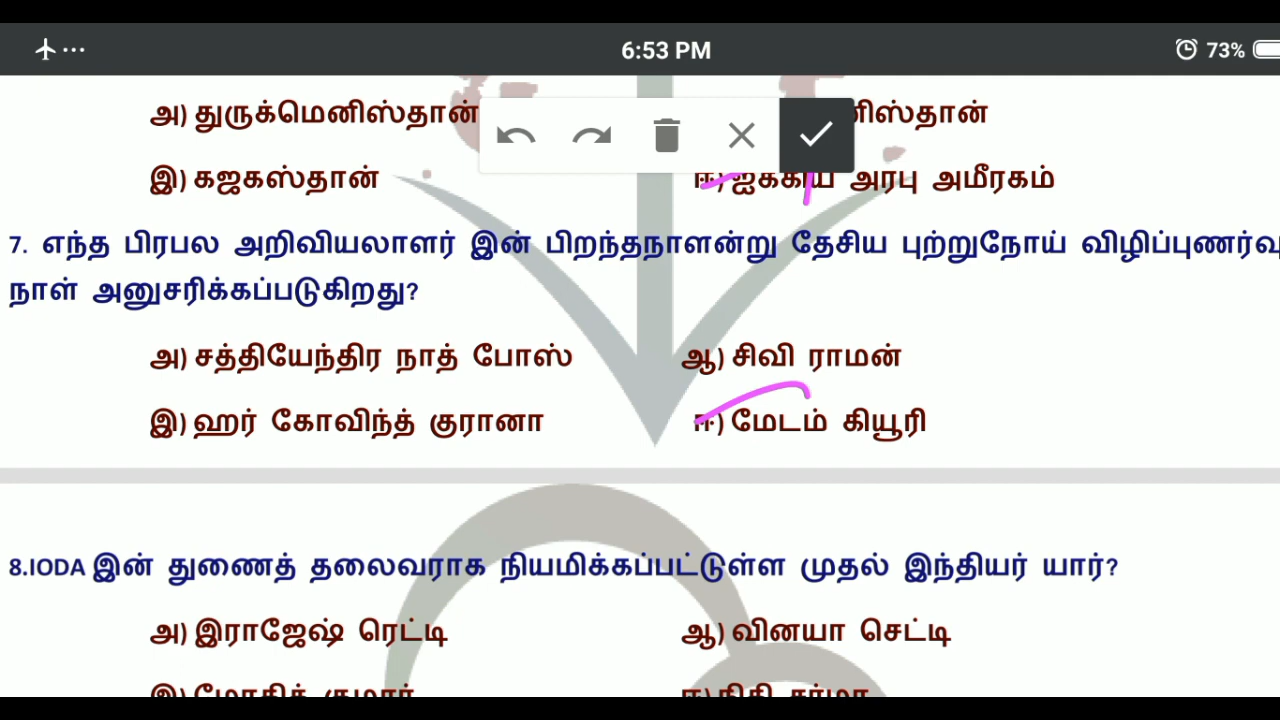 6:53 PM 73%
அ) துருக்மெனிஸ்தான்
இ) கஜகஸ்தான் ஈ) ஐக்கிய அரபு அமீரகம்
7. எந்த பிரபல அறிவியலாளர் இன் பிறந்தநாளன்று தேசிய புற்றுநோய் விழிப்புணர்வு
நாள் அனுசரிக்கப்படுகிறது?
அ) சத்தியேந்திர நாத் போஸ் ஆ) சிவி ராமன்
இ) ஹர் கோவிந்த் குரானா ஈ) மேடம் கியூரி
8.IODA இன் துணைத் தலைவராக நியமிக்கப்பட்டுள்ள முதல் இந்தியர் யார்?
அ) இராஜேஷ் ரெட்டி ஆ) வினயா செட்டி